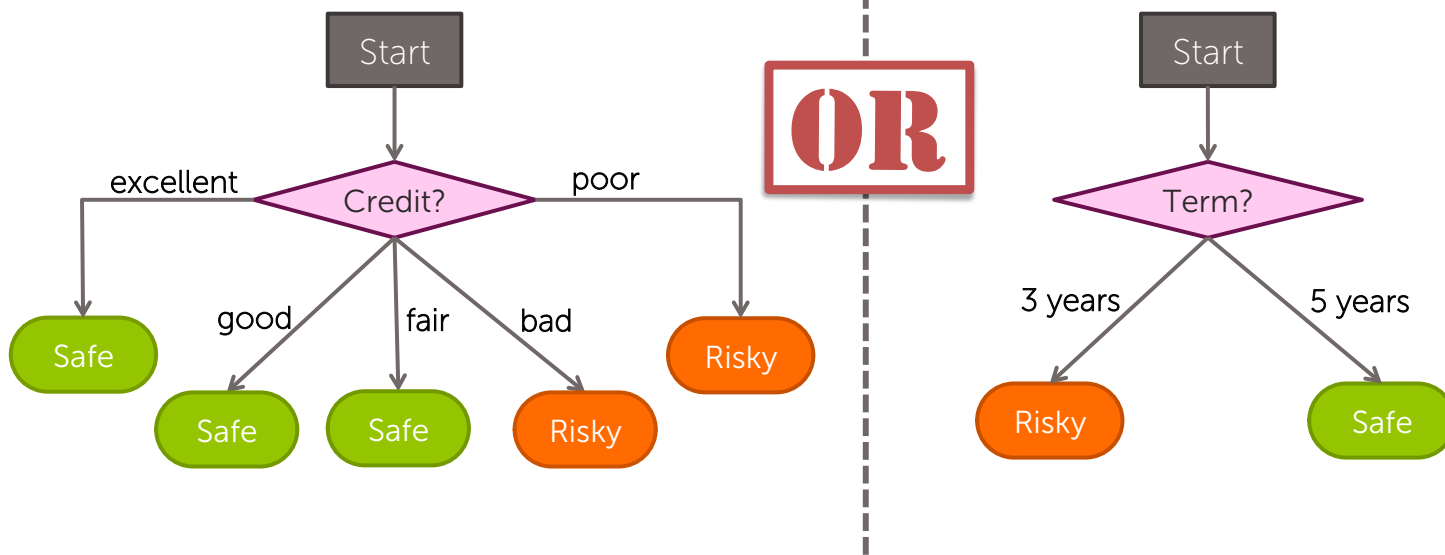 Start
Credit?
excellent
poor
good
fair
bad
Safe
Safe
Safe
Risky
Risky
OR
Start
Term?
3 years
5 years
Risky
Safe